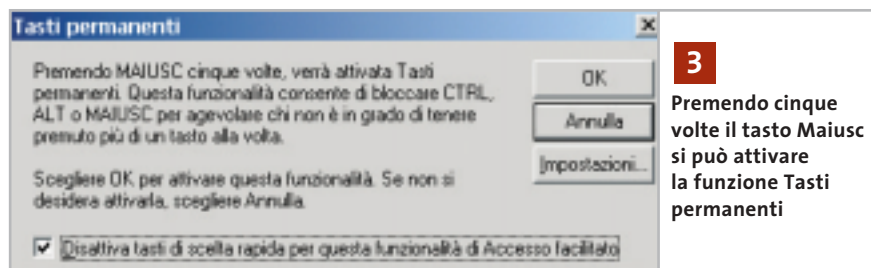 Tasti permanenti
Premendo MAIUSC cinque volte, verrà attivata Tasti
permanenti. Questa funzionalità consente di bloccare CTRL,
ALT o MAIUSC per agevolare chi non è in grado di tenere
premuto più di un tasto alla volta.
Scegliere OK per attivare questa funzionalità. Se non si
desidera attivarla, scegliere Annulla.
Disattiva tasti di scelta rapida per questa funzionalità di Accesso facilitato
OK
Annulla
Impostazioni...
3
Premendo cinque
volte il tasto Maiusc
si può attivare
la funzione Tasti
permanenti